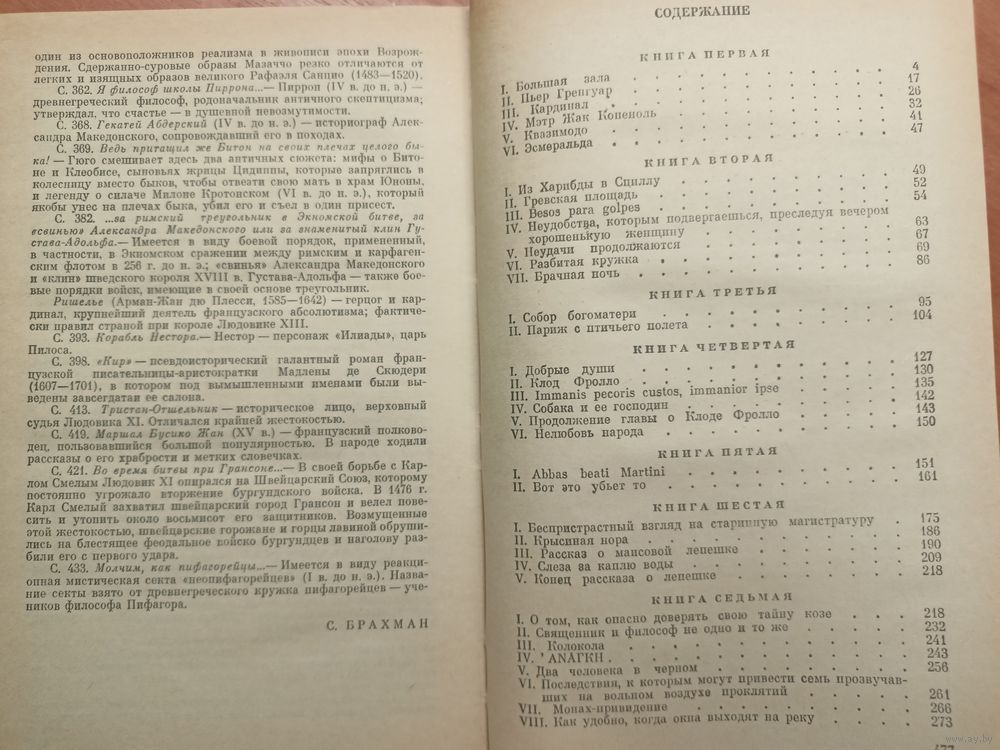 один из основоположников реализма в живописи эпохи Возрож-
дения. Сдержанно-суровые образы Мазаччо резко отличаются от
легких и изящных образов великого Рафаэля Санцио (1483—1520).
С. 362. Я философ школы Пиррона...— Пиррон (IV в. до н. э.) —
древнегреческий философ, родоначальник античного скептицизма;
утверждал, что счастье — в душевной невозмутимости.
С. 368. Гекатей Абдерский (IV в. до н. э.) — историограф Алек-
сандра Македонского, сопровождавший его в походах.
С. 369. Ведь притащил же Битон на своих плечах целого бы-
ка! — Гюго смешивает здесь два античных сюжета: мифы о Бито-
не и Клеобисе, сыновьях жрицы Цидиппы, которые запряглись в
колесницу вместо быков, чтобы отвезти свою мать в храм Юноны,
и легенду о силаче Милоне Кротонском (VI в. до н. э.), который
якобы унес на плечах быка, убил его и съел в один присест.
С. 382. ...за римский треугольник в Экномской битве, за
«свинью» Александра Македонского или за знаменитый клин Гу-
става-Адольфа.— Имеется в виду боевой порядок, примененный,
в частности, в Экномском сражении между римским и карфаген-
ским флотом в 256 г. до н. э.; «свинья» Александра Македонского
и «клин» шведского короля XVIII в. Густава-Адольфа — также бое-
вые порядки войск, имеющие в своей основе треугольник.
Ришелье (Арман-Жан дю Плесси, 1585—1642) — герцог и кар-
динал, крупнейший деятель французского абсолютизма; фактиче-
ски правил страной при короле Людовике XIII.
С. 393. Корабль Нестора.— Нестор — персонаж «Илиады», царь
Пилоса.
С. 398. «Кир» — псевдоисторический галантный роман фран-
цузской писательницы-аристократки Мадлены де Скюдери
(1607—1701), в котором под вымышленными именами были вы-
ведены завсегдатаи ее салона.
С. 413. Тристан-Отшельник — историческое лицо, верховный
судья Людовика XI. Отличался крайней жестокостью.
С. 419. Маршал Бусико Жан (XV в.) — французский полково-
дец, пользовавшийся большой популярностью. В народе ходили
рассказы о его храбрости и метких словечках.
С. 421. Во время битвы при Грансоне...— В своей борьбе с Кар-
лом Смелым Людовик XI опирался на Швейцарский Союз, которому
постоянно угрожало вторжение бургундского войска. В 1476 г.
Карл Смелый захватил швейцарский город Грансон и велел пове-
сить и утопить около восьмисот его защитников. Возмущенные
этой жестокостью, швейцарские горожане и горцы лавиной обруши-
лись на блестящее феодальное войско бургундцев и наголову раз-
били его с первого удара.
С. 433. Молчим, как пифагорейцы...— Имеется в виду реакци-
онная мистическая секта «неопифагорейцев» (I в. до н. э.). Назва-
ние секты взято от древнегреческого кружка пифагорейцев — уче-
ников философа Пифагора.
С. БРАХМАН
СОДЕРЖАНИЕ
КНИГА ПЕРВАЯ
I. Большая зала 4
II. Пьер Гренгуар 17
III. Кардинал 26
IV. Мэтр Жак Копеноль 32
V. Квазимодо 41
VI. Эсмеральда 47
КНИГА ВТОРАЯ
I. Из Харибды в Сциллу 49
II. Гревская площадь 52
III. Besos para golpes 54
IV. Неудобства, которым подвергаешься, преследуя вечером
хорошенькую женщину 63
V. Неудачи продолжаются 67
VI. Разбитая кружка 69
VII. Брачная ночь 86
КНИГА ТРЕТЬЯ
I. Собор богоматери 95
II. Париж с птичьего полета 104
КНИГА ЧЕТВЕРТАЯ
I. Добрые души 127
II. Клод Фролло 130
III. Immanis pecoris custos, immanior ipse 135
IV. Собака и ее господин 142
V. Продолжение главы о Клоде Фролло 143
VI. Нелюбовь народа 150
КНИГА ПЯТАЯ
I. Abbas beati Martini 151
II. Вот это убьет то 161
КНИГА ШЕСТАЯ
I. Беспристрастный взгляд на старинную магистратуру 175
II. Крысиная нора 186
III. Рассказ о маисовой лепешке 190
IV. Слеза за каплю воды 209
V. Конец рассказа о лепешке 218
КНИГА СЕДЬМАЯ
I. О том, как опасно доверять свою тайну козе 218
II. Священник и философ не одно и то же 232
III. Колокола 241
IV. 'ANÁГKH 243
V. Два человека в черном 256
VI. Последствия, к которым могут привести семь прозвучав-
ших на вольном воздухе проклятий 261
VII. Монах-привидение 266
VIII. Как удобно, когда окна выходят на реку 273
477
www.ay.by